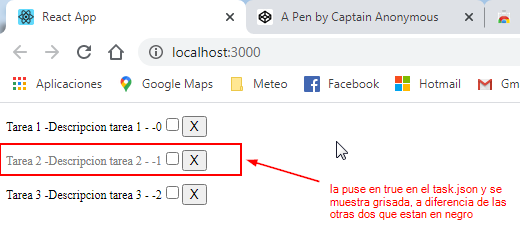 React App
A Pen by Captain Anonymous
localhost:3000
Aplicaciones
Google Maps
Meteo
Facebook
Hotmail
Gm
Tarea 1 -Descripcion tarea 1 - -0 X
Tarea 2 -Descripcion tarea 2 - -1 X
Tarea 3 -Descripcion tarea 3 - -2 X
la puse en true en el task.json y se
muestra grisada, a diferencia de las
otras dos que estan en negro